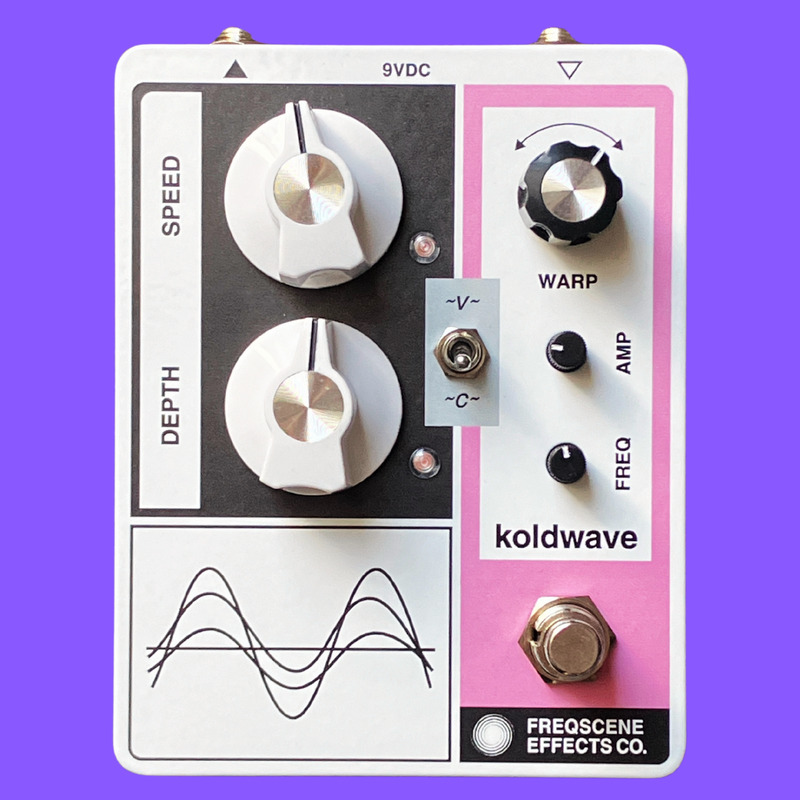 9VDC
SPEED
DEPTH
~V~
~C~
WARP
AMP
FREQ
koldwave
FREQSCENE
EFFECTS CO.